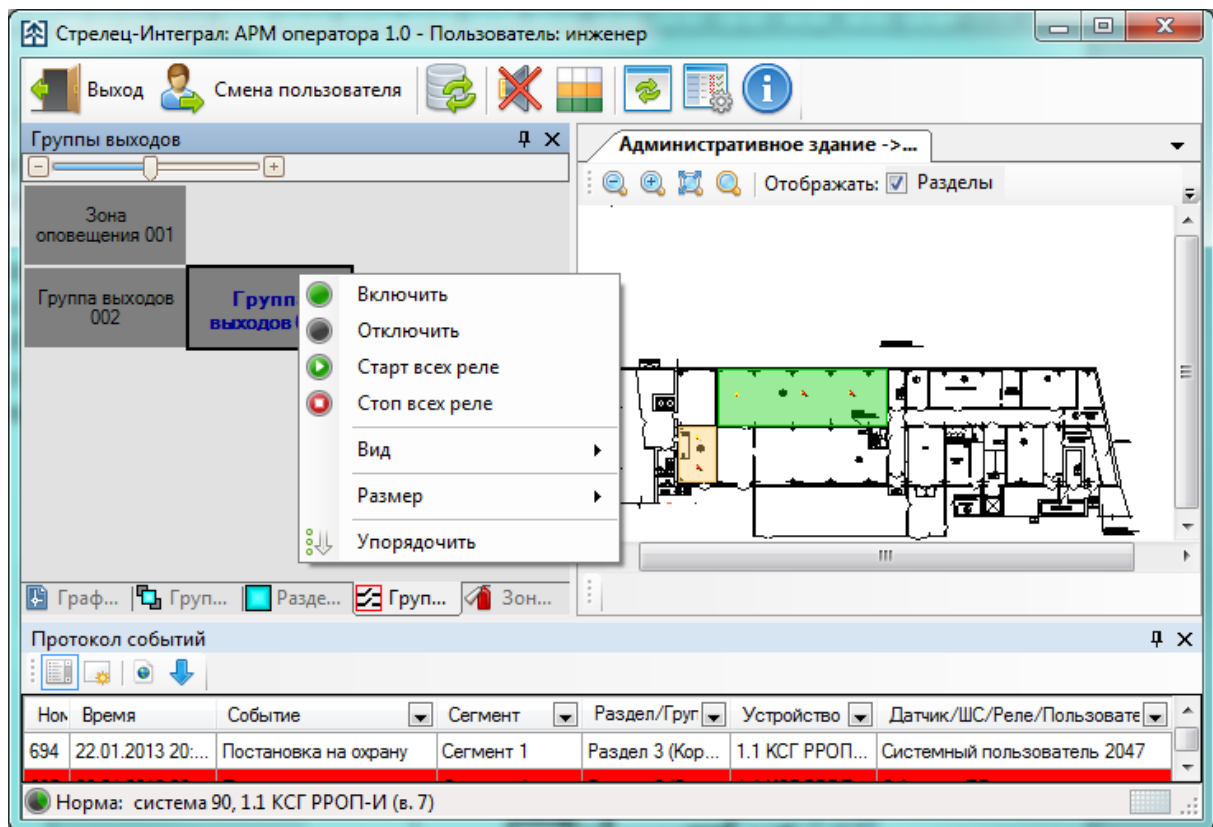 Стрелец-Интеграл: АРМ оператора 1.0 - Пользователь: инженер
Выход
Смена пользователя
Группы выходов
Зона
оповещения 001
Группа выходов
002
Групп
выходов
Включить
Отключить
Старт всех реле
Стоп всех реле
Вид
Размер
Упорядочить
Граф...
Груп...
Разде...
Груп...
Зон...
Административное здание ->...
Отображать:
Разделы
Протокол событий
Ном Время Событие Сегмент Раздел/Груп Устройство Датчик/ШС/Реле/Пользовате
694 22.01.2013 20:... Постановка на охрану Сегмент 1 Раздел 3 (Кор... 1.1 КСГ РРОП... Системный пользователь 2047
Норма: система 90, 1.1 КСГ РРОП-И (в. 7)